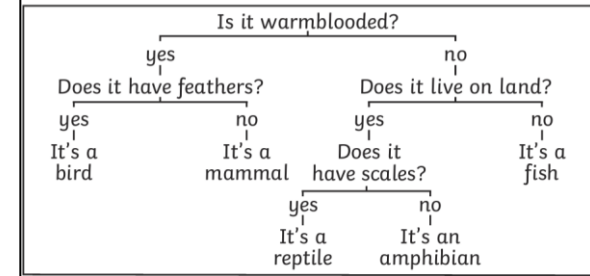 Is it warmblooded?
yes no
Does it have feathers? Does it live on land?
yes no yes no
It's a It's a Does it It's a
bird mammal have scales? fish
yes no
It's a It's an
reptile amphibian